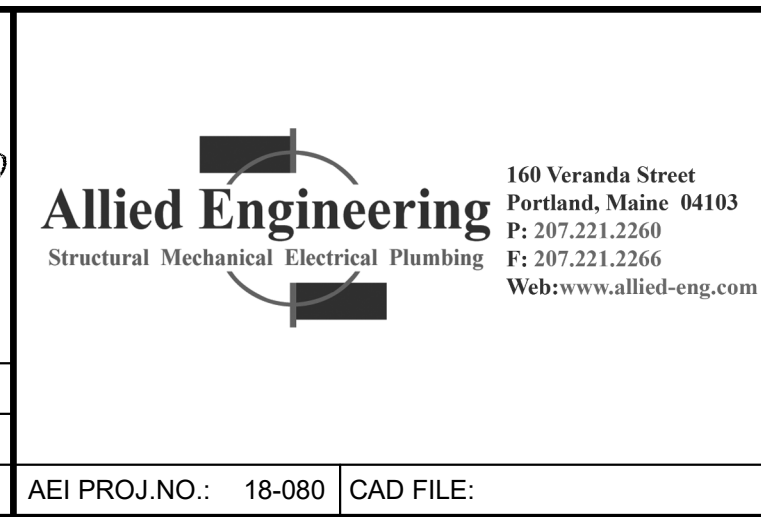 Allied Engineering
Structural Mechanical Electrical Plumbing
160 Veranda Street
Portland, Maine 04103
P: 207.221.2260
F: 207.221.2266
Web:www.allied-eng.com
AEI PROJ.NO.: 18-080
CAD FILE: